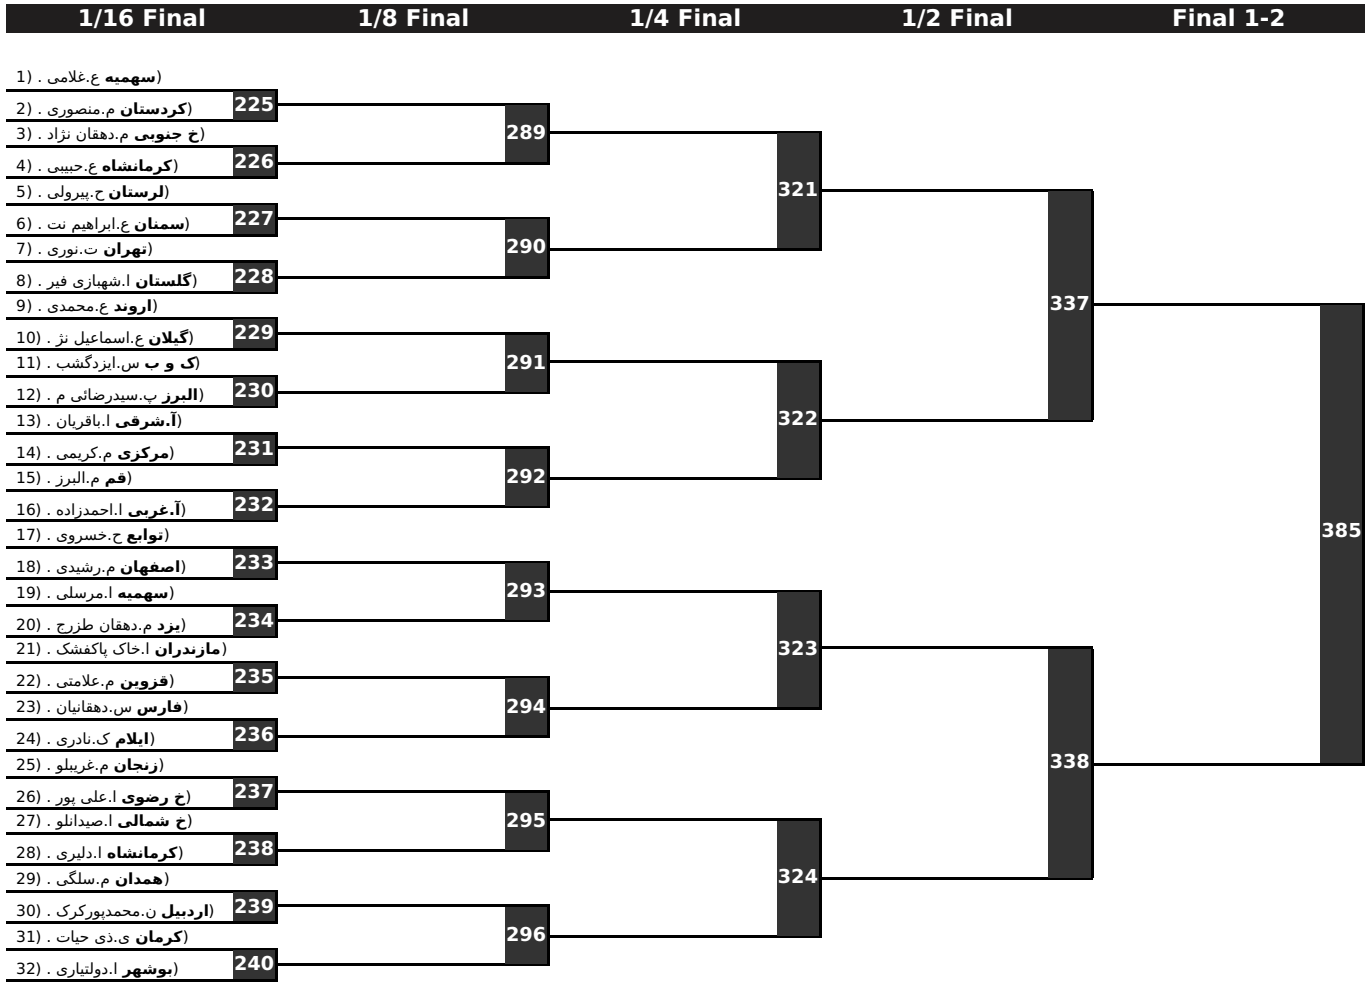 1/16 Final 1/8 Final 1/4 Final 1/2 Final Final 1-2
1) . سهمیه ع.غلامی)
225
2) . کردستان م.منصوری)
289
3) . خ جنوبی م.دهقان نژاد)
226
4) . کرمانشاه ع.حبیبی)
321
5) . لرستان ح.پیرولی)
227
6) . سمنان ع.ابراهیم نت)
290
7) . تهران ت.نوری)
228
8) . گلستان ا.شهبازی فیر)
337
9) . اروند ع.محمدی)
229
10) . گیلان ع.اسماعیل نژ)
291
11) . ک و ب س.ایزدگشب)
230
12) . البرز پ.سیدرضائی م)
322
13) . آ.شرقی ا.باقریان)
231
14) . مرکزی م.کریمی)
292
15) . قم م.البرز)
232
16) . آ.غربی ا.احمدزاده)
385
17) . توابع ح.خسروی)
233
18) . اصفهان م.رشیدی)
293
19) . سهمیه ا.مرسلی)
234
20) . یزد م.دهقان طزرج)
323
21) . مازندران ا.خاک پاکفشک)
235
22) . قزوین م.علامتی)
294
23) . فارس س.دهقانیان)
236
24) . ایلام ک.نادری)
338
25) . زنجان م.غریبلو)
237
26) . خ رضوی ا.علی پور)
295
27) . خ شمالی ا.صیدانلو)
238
28) . کرمانشاه ا.دلیری)
324
29) . همدان م.سلگی)
239
30) . اردبیل ن.محمدپورکرک)
296
31) . کرمان ی.ذی حیات)
240
32) . بوشهر ا.دولتیاری)